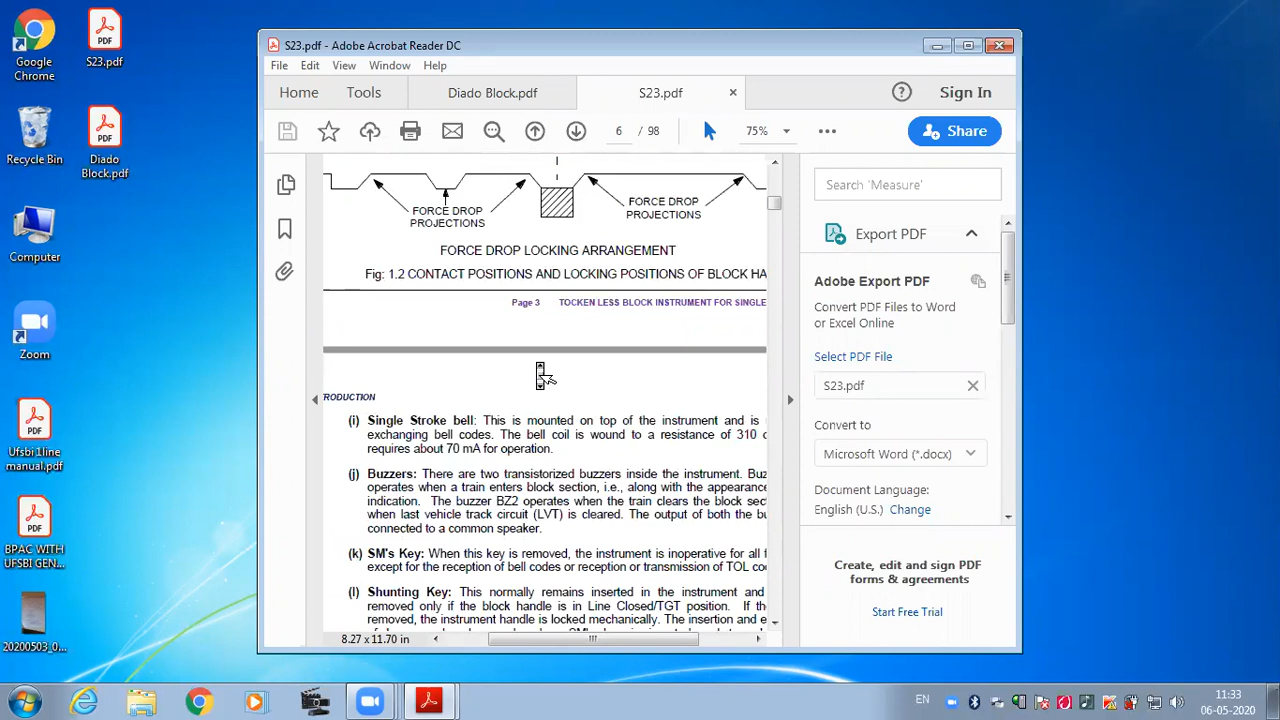 Google
Chrome
S23.pdf
Recycle Bin
Diado
Block.pdf
Computer
Zoom
Ufsbi 1line
manual.pdf
BPAC WITH
UFSBI GEN...
20200503_0...
S23.pdf - Adobe Acrobat Reader DC
File Edit View Window Help
Home Tools Diado Block.pdf S23.pdf × Sign In
6 / 98 75% Share
FORCE DROP
PROJECTIONS
FORCE DROP
PROJECTIONS
FORCE DROP LOCKING ARRANGEMENT
Fig: 1.2 CONTACT POSITIONS AND LOCKING POSITIONS OF BLOCK HA
Page 3 TOCKEN LESS BLOCK INSTRUMENT FOR SINGLE
RODUCTION
(i) Single Stroke bell: This is mounted on top of the instrument and is
exchanging bell codes. The bell coil is wound to a resistance of 310
requires about 70 mA for operation.
(j) Buzzers: There are two transistorized buzzers inside the instrument. Buz
operates when a train enters block section, i.e., along with the appearance
indication. The buzzer BZ2 operates when the train clears the block sec
when last vehicle track circuit (LVT) is cleared. The output of both the bu
connected to a common speaker.
(k) SM's Key: When this key is removed, the instrument is inoperative for all f
except for the reception of bell codes or reception or transmission of TOL co
(l) Shunting Key: This normally remains inserted in the instrument and
removed only if the block handle is in Line Closed/TGT position. If the
removed, the instrument handle is locked mechanically. The insertion and e
8.27 x 11.70 in
Search 'Measure'
Export PDF
Adobe Export PDF
Convert PDF Files to Word
or Excel Online
Select PDF File
S23.pdf
Convert to
Microsoft Word (*.docx)
Document Language:
English (U.S.) Change
Create, edit and sign PDF
forms & agreements
Start Free Trial
EN
11:33
06-05-2020